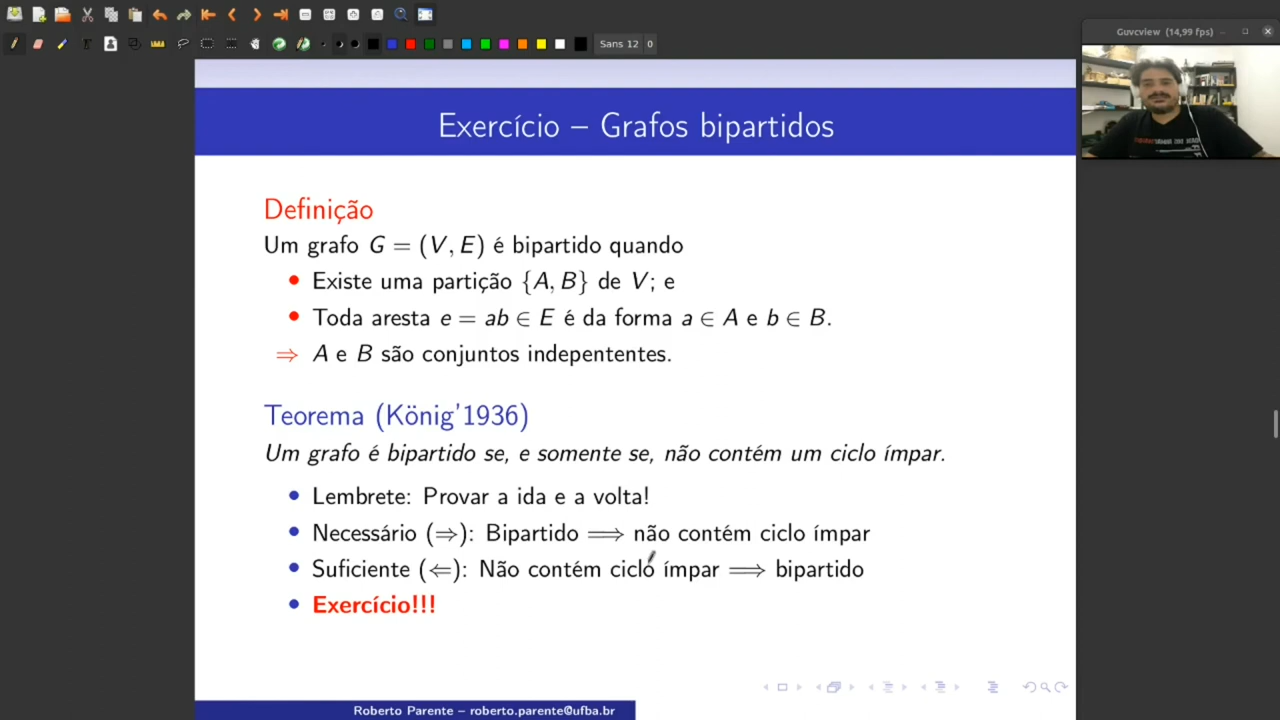 Sans 12 0
Guvcview (14,99 fps)
Exercício – Grafos bipartidos
Definição
Um grafo G = (V, E) é bipartido quando
• Existe uma partição {A, B} de V; e
• Toda aresta e = ab ∈ E é da forma a ∈ A e b ∈ B.
⇒ A e B são conjuntos indepententes.
Teorema (König'1936)
Um grafo é bipartido se, e somente se, não contém um ciclo ímpar.
• Lembrete: Provar a ida e a volta!
• Necessário (⇒): Bipartido ⟹ não contém ciclo ímpar
• Suficiente (⇐): Não contém ciclo ímpar ⟹ bipartido
• Exercício!!!
Roberto Parente – roberto.parente@ufba.br